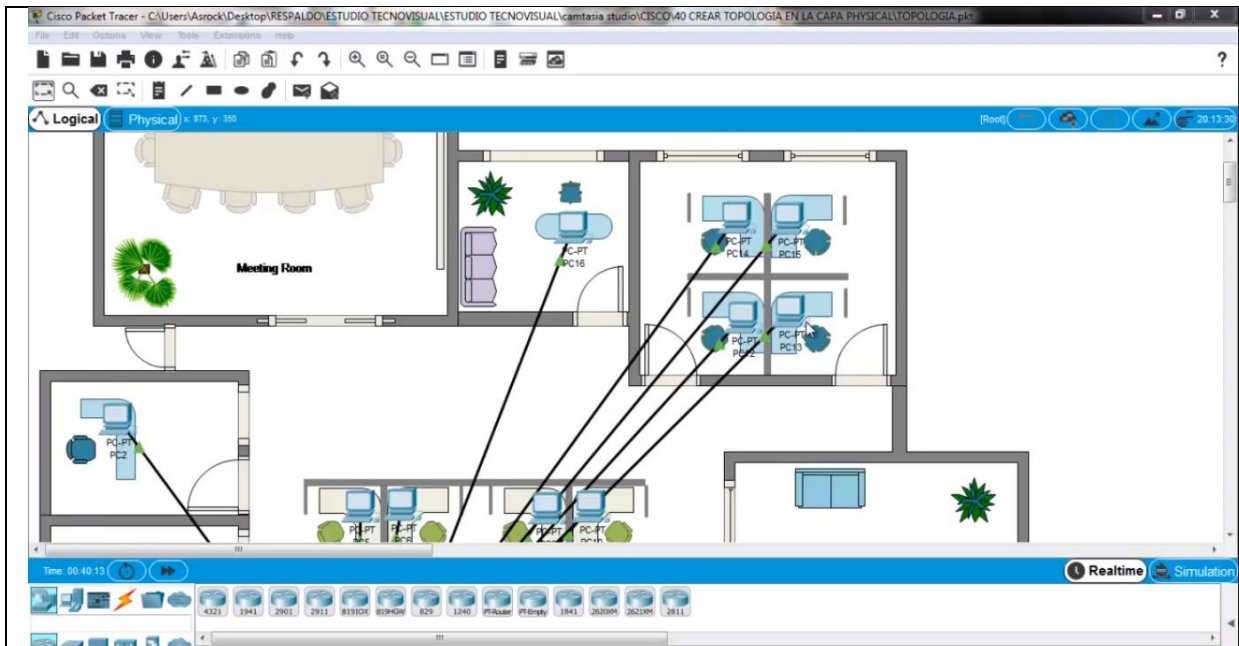 Cisco Packet Tracer - C:\Users\Asrock\Desktop\RESPALDO\ESTUDIO TECNOVISUAL\ESTUDIO TECNOVISUAL\camtasia studio\CISCO\40 CREAR TOPOLOGIA EN LA CAPA PHYSICAL\TOPOLOGIA.pkt
File Edit Options View Tools Extensions Help
?
Logical Physical x: 873, y: 350 [Root] 20:13:30
PC-PT
PC14
PC-PT
PC15
PC-PT
PC16
Meeting Room
PC-PT
PC12
PC-PT
PC13
PC-PT
PC2
PC-PT
PC5
PC-PT
PC6
PC-PT
PC-PT
PC10
Time: 00:40:13 Realtime Simulation
4321 1941 2901 2911 819IOX 819HGW 829 1240 PT-Router PT-Empty 1841 2620XM 2621XM 2811